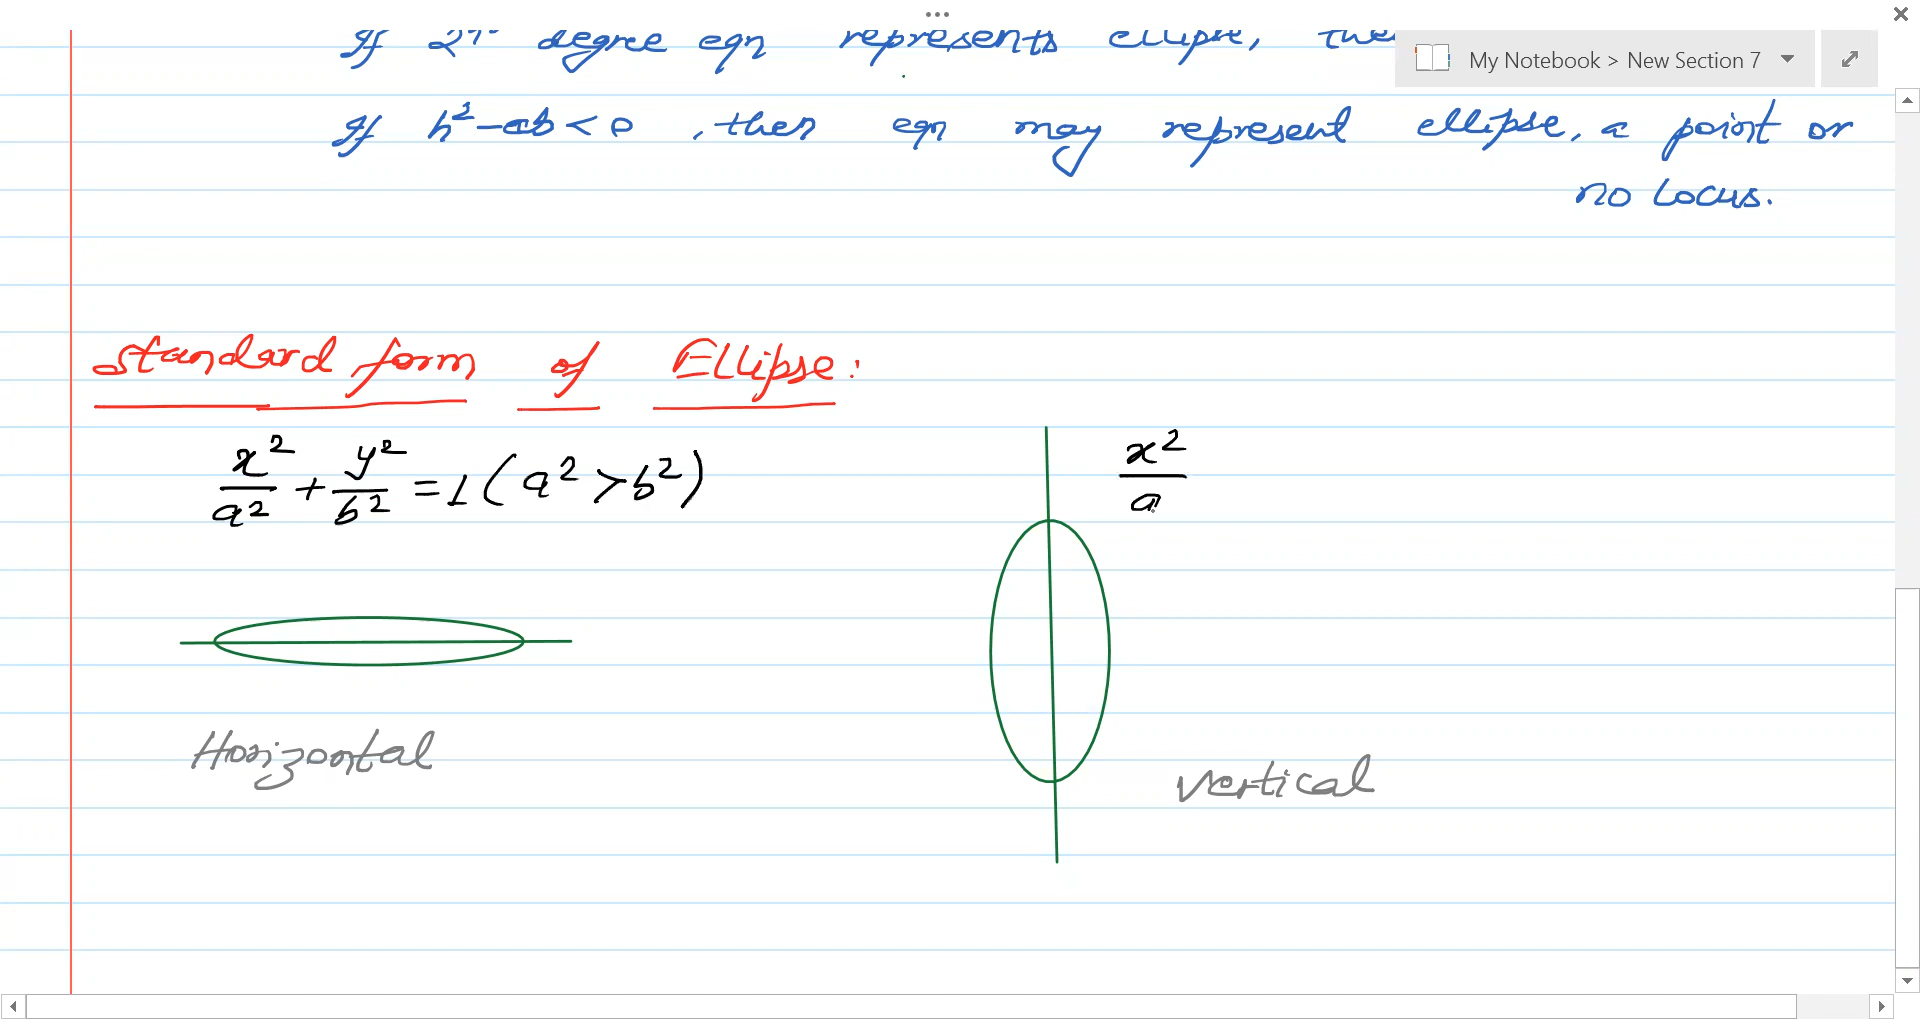 If 2nd degree eqn represents ellipse, then
My Notebook > New Section 7
If h²-ab<0, then eqn may represent ellipse, a point or
no locus.
Standard form of Ellipse:
x²/a² + y²/b² = 1 (a² > b²)
x²/a
Horizontal
Vertical